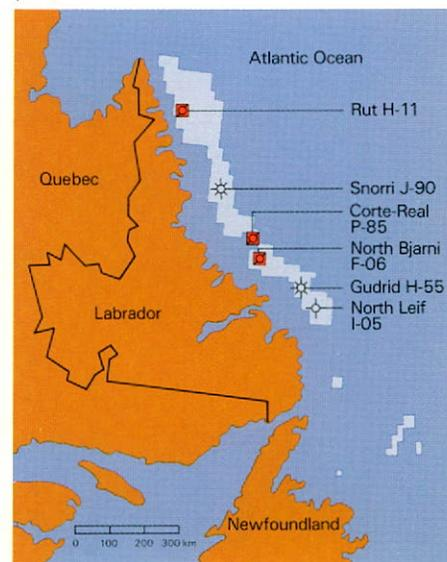 Atlantic Ocean
Rut H-11
Quebec
Snorri J-90
Corte-Real
P-85
North Bjarni
F-06
Gudrid H-55
Labrador
North Leif
I-05
Newfoundland
0 100 200 300 km